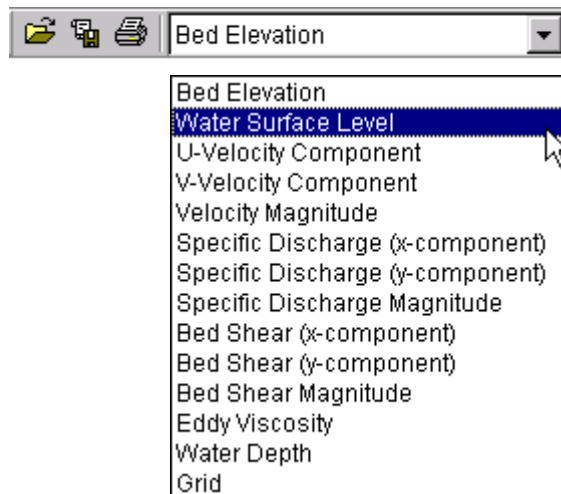 Bed Elevation
Bed Elevation
Water Surface Level
U-Velocity Component
V-Velocity Component
Velocity Magnitude
Specific Discharge (x-component)
Specific Discharge (y-component)
Specific Discharge Magnitude
Bed Shear (x-component)
Bed Shear (y-component)
Bed Shear Magnitude
Eddy Viscosity
Water Depth
Grid